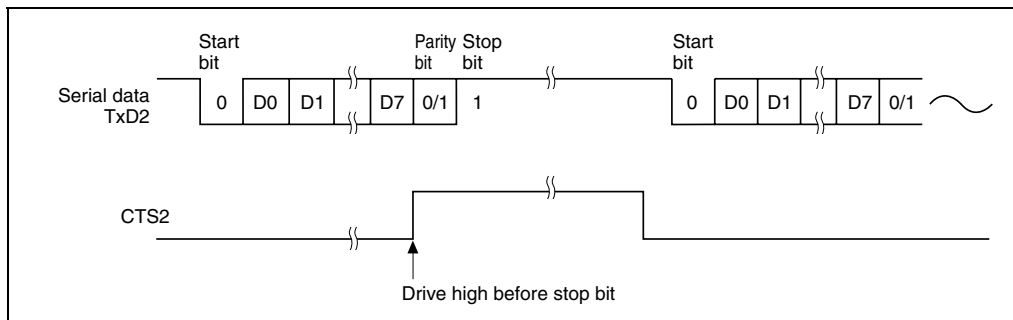 Start bit
Parity bit
Stop bit
Start bit
Serial data TxD2
0 D0 D1 D7 0/1 1 0 D0 D1 D7 0/1
CTS2
Drive high before stop bit